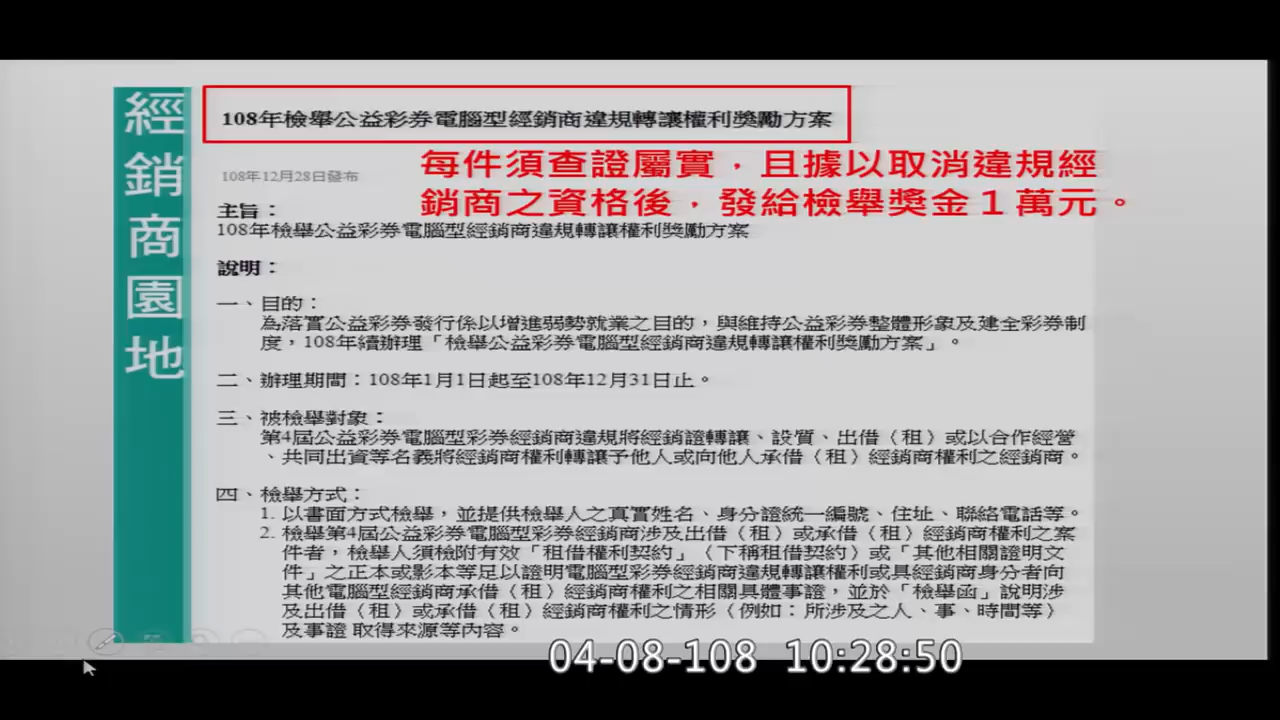 經銷商園地
108年檢舉公益彩券電腦型經銷商違規轉讓權利獎勵方案
每件須查證屬實，且據以取消違規經
銷商之資格後，發給檢舉獎金1萬元。
108年12月28日發布
主旨：
108年檢舉公益彩券電腦型經銷商違規轉讓權利獎勵方案
說明：
一、目的：
為落實公益彩券發行係以增進弱勢就業之目的，與維持公益彩券整體形象及建全彩券制
度，108年續辦理「檢舉公益彩券電腦型經銷商違規轉讓權利獎勵方案」。
二、辦理期間：108年1月1日起至108年12月31日止。
三、被檢舉對象：
第4屆公益彩券電腦型彩券經銷商違規將經銷證轉讓、設質、出借（租）或以合作經營
、共同出資等名義將經銷商權利轉讓予他人或向他人承借（租）經銷商權利之經銷商。
四、檢舉方式：
1. 以書面方式檢舉，並提供檢舉人之真實姓名、身分證統一編號、住址、聯絡電話等。
2. 檢舉第4屆公益彩券電腦型彩券經銷商涉及出借（租）或承借（租）經銷商權利之案
件者，檢舉人須檢附有效「租借權利契約」（下稱租借契約）或「其他相關證明文
件」之正本或影本等足以證明電腦型彩券經銷商違規轉讓權利或具經銷商身分者向
其他電腦型經銷商承借（租）經銷商權利之相關具體事證，並於「檢舉函」說明涉
及出借（租）或承借（租）經銷商權利之情形（例如：所涉及之人、事、時間等）
及事證 取得來源等內容。
04-08-108 10:28:50